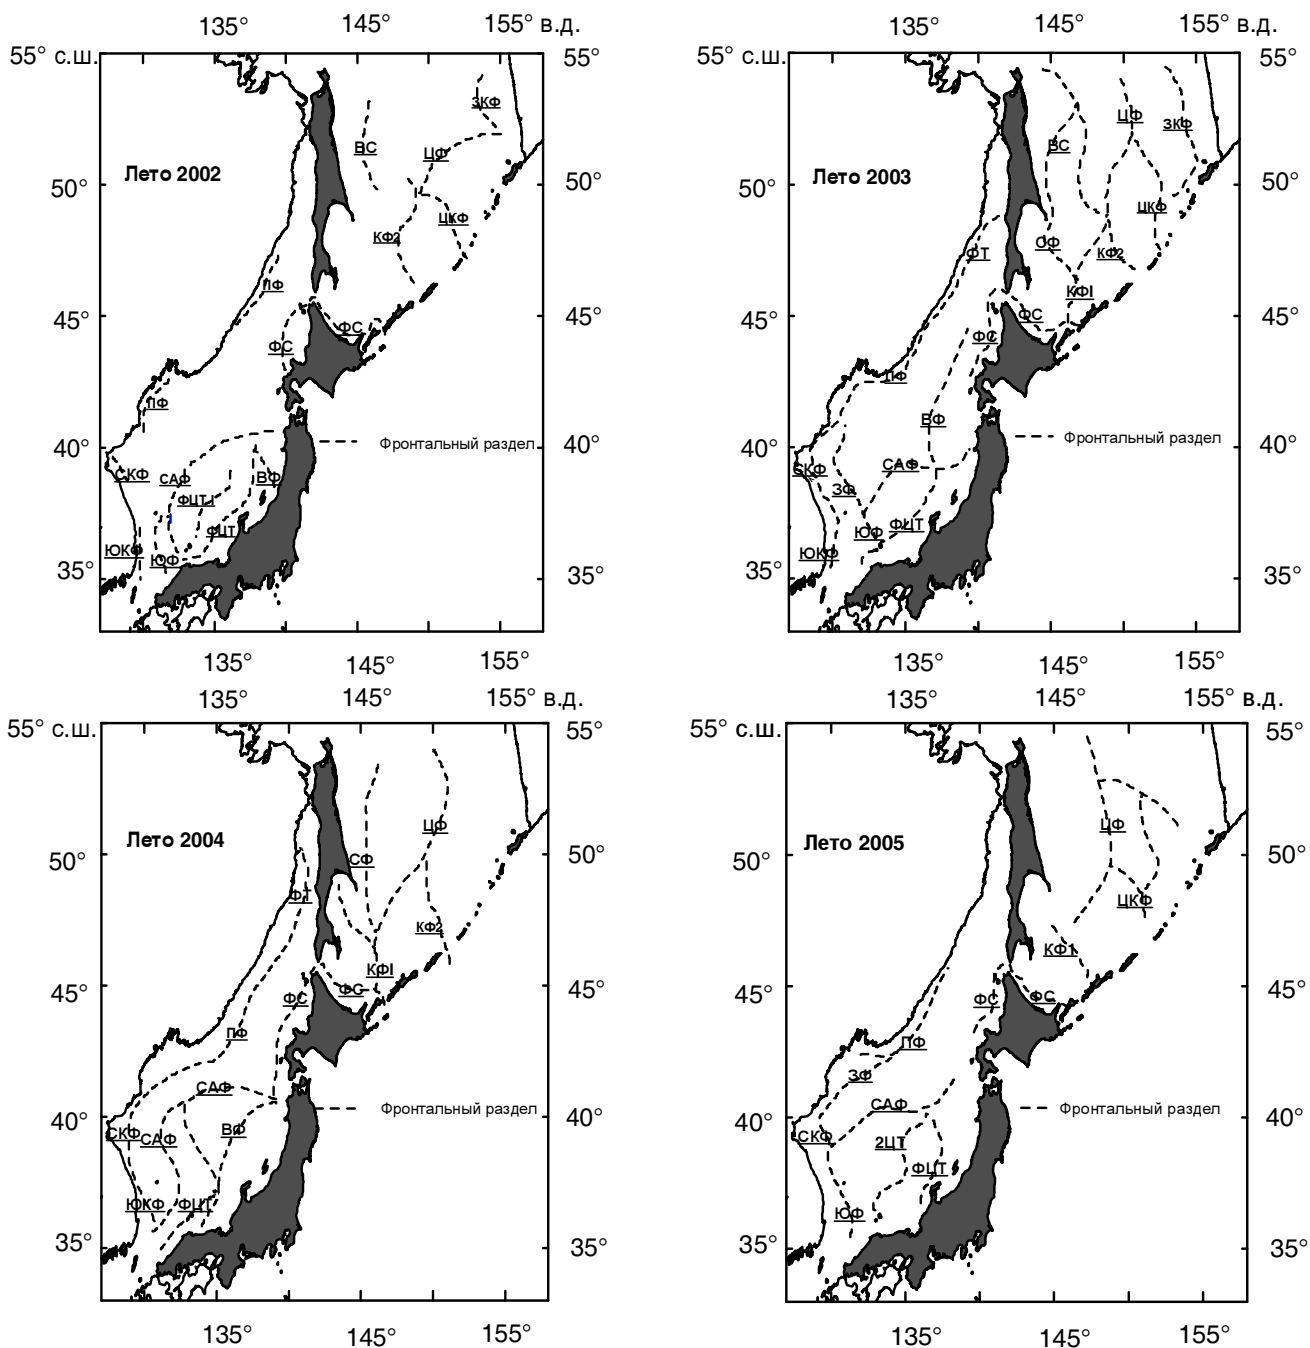 135° 145° 155° в.д.
55° с.ш. 55°
ЗКФ
ВС ЦФ
Лето 2002
50° 50°
ЦКФ
КФ2
ПФ
45° 45°
ФС
ФС
ПФ
40° Фронтальный раздел 40°
СКФ САФ ВФ
ФЦТ1
ФЦТ
ЮКФ ЮФ
35° 35°
135° 145° 155°
135° 145° 155° в.д.
55° с.ш. 55°
ЦФ ЗКФ
ВС
Лето 2003
50° 50°
ЦКФ
ОФ
ФТ КФ2
КФ1
45° ФС 45°
ФС
ПФ
ВФ
40° Фронтальный раздел 40°
СКФ САФ
ЗФ
ЮФ ФЦТ
ЮКФ
35° 35°
135° 145° 155°
135° 145° 155° в.д.
55° с.ш. 55°
ЦФ
Лето 2004
50° СФ 50°
ФТ
КФ2
КФ1
45° ФС ФС 45°
ПФ
САФ
40° Фронтальный раздел 40°
СКФ САФ ВФ
ЮКФ ФЦТ
35° 35°
135° 145° 155°
135° 145° 155° в.д.
55° с.ш. 55°
ЦФ
Лето 2005
50° 50°
ЦКФ
КФ1
45° ФС ФС 45°
ПФ
ЗФ
САФ
40° Фронтальный раздел 40°
СКФ 2ЦТ
ФЦТ
ЮФ
35° 35°
135° 145° 155°